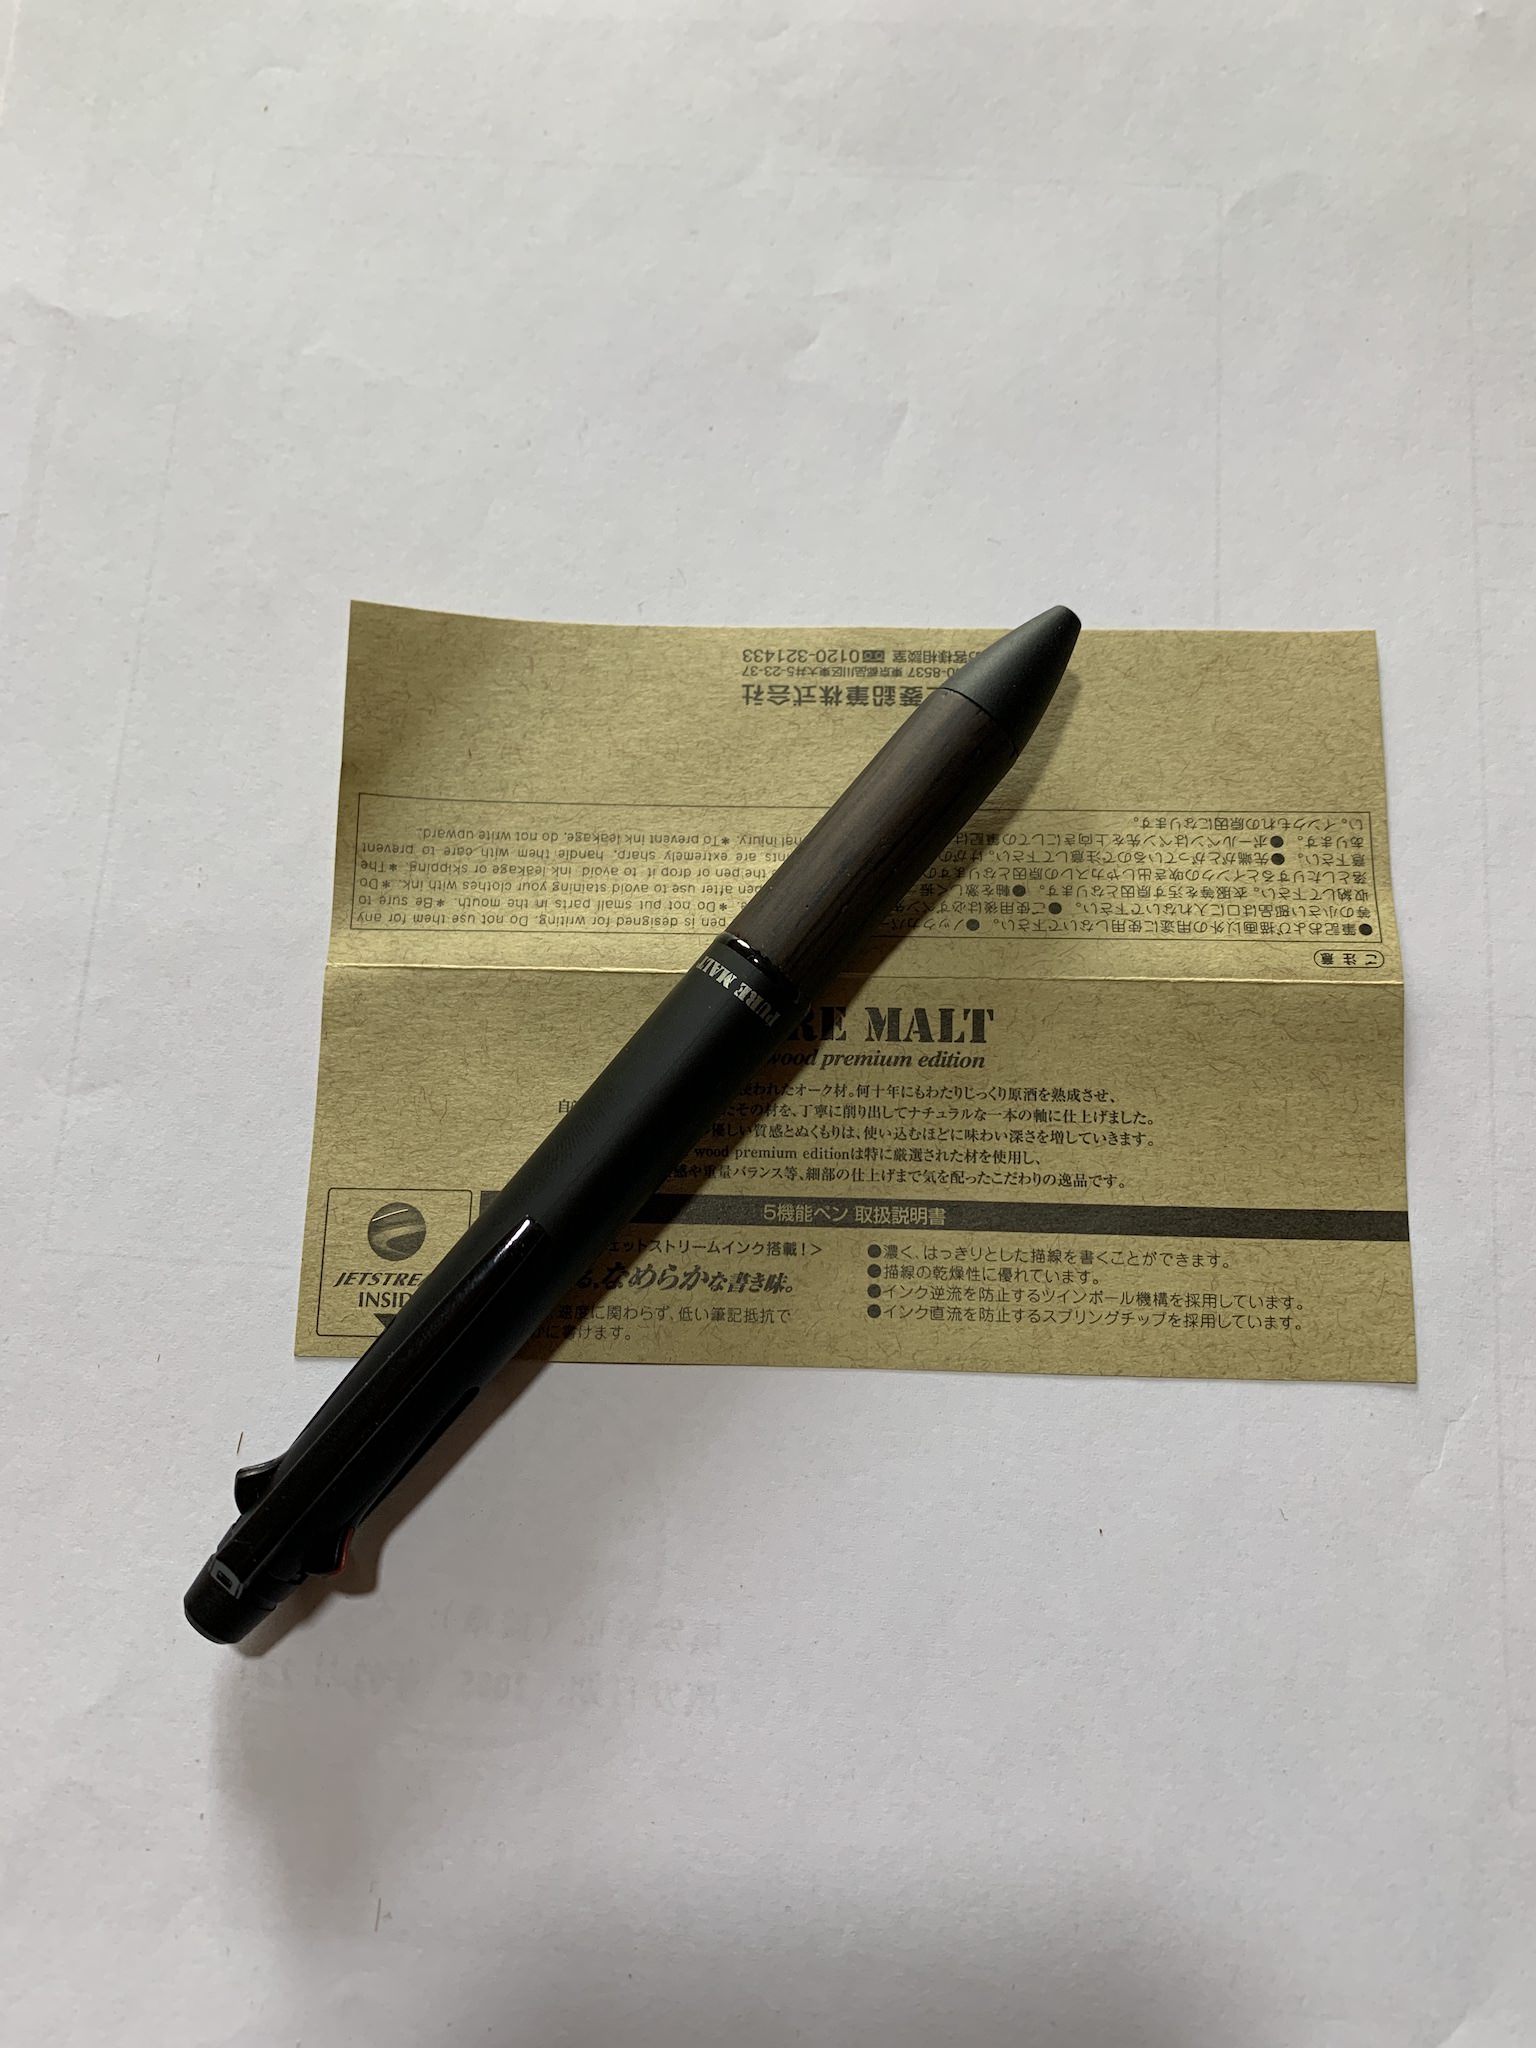 三菱鉛筆株式会社
東京都品川区東大井5-23-37
お客様相談室 0120-321433
ご注意
●筆記および描画以外の用途に使用しないで下さい。●ノックカバー
等の小さい部品は口に入れないで下さい。●ご使用後は必ずペン先を
収納して下さい。衣服等を汚す原因となります。●軸を激しく振
落としたりするとインクの吹き出しやカスレの原因となりますので
意下さい。●先端がとがっているので注意して下さい。けがの
あります。●ボールペンはペン先を上向きにしての筆記は
い。インクもれの原因になります。
pen is designed for writing. Do not use them for any
*Do not put small parts in the mouth. *Be sure to
pen after use to avoid staining your clothes with ink. *Do
the pen or drop it to avoid ink leakage or skipping. *The
are extremely sharp, handle them with care to prevent
injury. *To prevent ink leakage, do not write upward.
PURE MALT
RE MALT
wood premium edition
使われたオーク材。何十年にもわたりじっくり原酒を熟成させ、
その材を、丁寧に削り出してナチュラルな一本の軸に仕上げました。
優しい質感とぬくもりは、使い込むほどに味わい深さを増していきます。
wood premium editionは特に厳選された材を使用し、
感や重量バランス等、細部の仕上げまで気を配ったこだわりの逸品です。
5機能ペン 取扱説明書
JETSTRE
INSID
ェットストリームインク搭載！>
る、なめらかな書き味。
速度に関わらず、低い筆記抵抗で
かに書けます。
●濃く、はっきりとした描線を書くことができます。
●描線の乾燥性に優れています。
●インク逆流を防止するツインボール機構を採用しています。
●インク直流を防止するスプリングチップを採用しています。